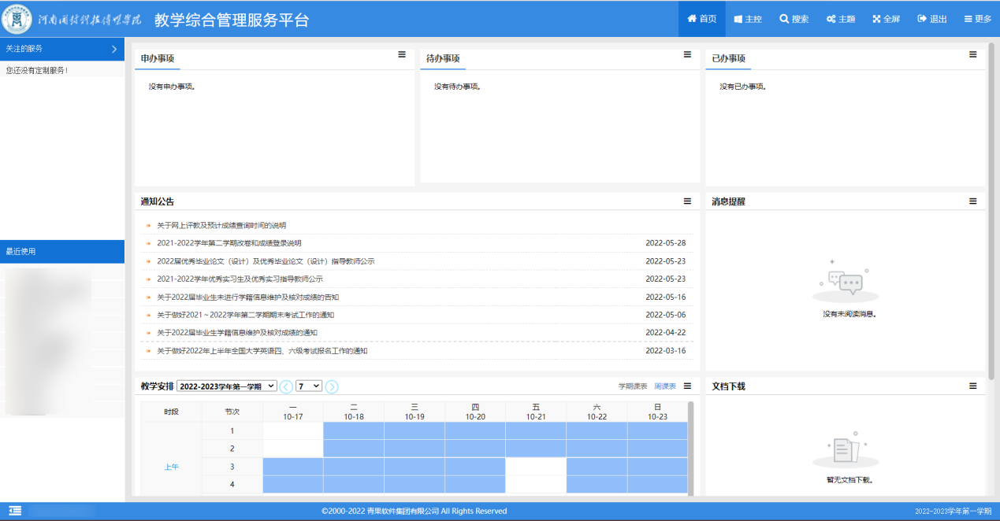 河南开封科技传媒学院 教学综合管理服务平台 首页 主控 搜索 主题 全屏 退出 更多
关注的服务
您还没有定制服务!
最近使用
申办事项
没有申办事项。
待办事项
没有待办事项。
已办事项
没有已办事项。
通知公告
关于网上评教及预计成绩查询时间的说明
2021-2022学年第二学期改卷和成绩登录说明 2022-05-28
2022届优秀毕业论文（设计）及优秀毕业论文（设计）指导教师公示 2022-05-23
2021-2022学年优秀实习生及优秀实习指导教师公示 2022-05-23
关于2022届毕业生未进行学籍信息维护及核对成绩的告知 2022-05-16
关于做好2021～2022学年第二学期期末考试工作的通知 2022-05-06
关于2022届毕业生学籍信息维护及核对成绩的通知 2022-04-22
关于做好2022年上半年全国大学英语四、六级考试报名工作的通知 2022-03-16
消息提醒
没有未阅读消息。
教学安排 2022-2023学年第一学期 7 学期课表 周课表
时段 节次 一 二 三 四 五 六 日
10-17 10-18 10-19 10-20 10-21 10-22 10-23
1
2
上午 3
4
文档下载
暂无文档下载。
©2000-2022 青果软件集团有限公司 All Rights Reserved 2022-2023学年第一学期